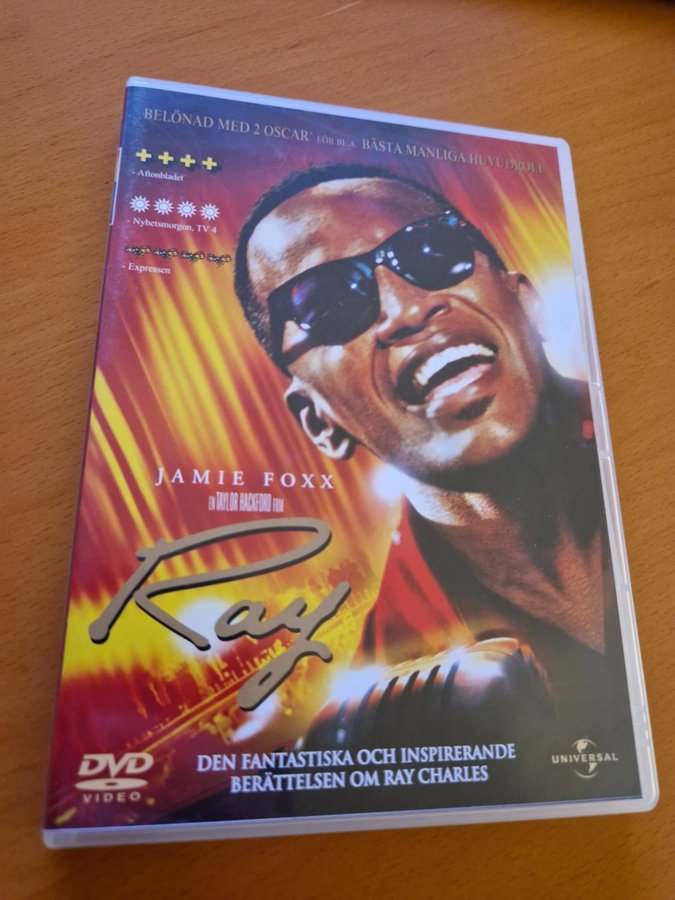 BELÖNAD MED 2 OSCAR® FÖR BL.A. BÄSTA MANLIGA HUVUDROLL
- Aftonbladet
- Nyhetsmorgon, TV 4
- Expressen
JAMIE FOXX
EN TAYLOR HACKFORD FILM
Ray
DEN FANTASTISKA OCH INSPIRERANDE
BERÄTTELSEN OM RAY CHARLES
DVD
VIDEO
UNIVERSAL